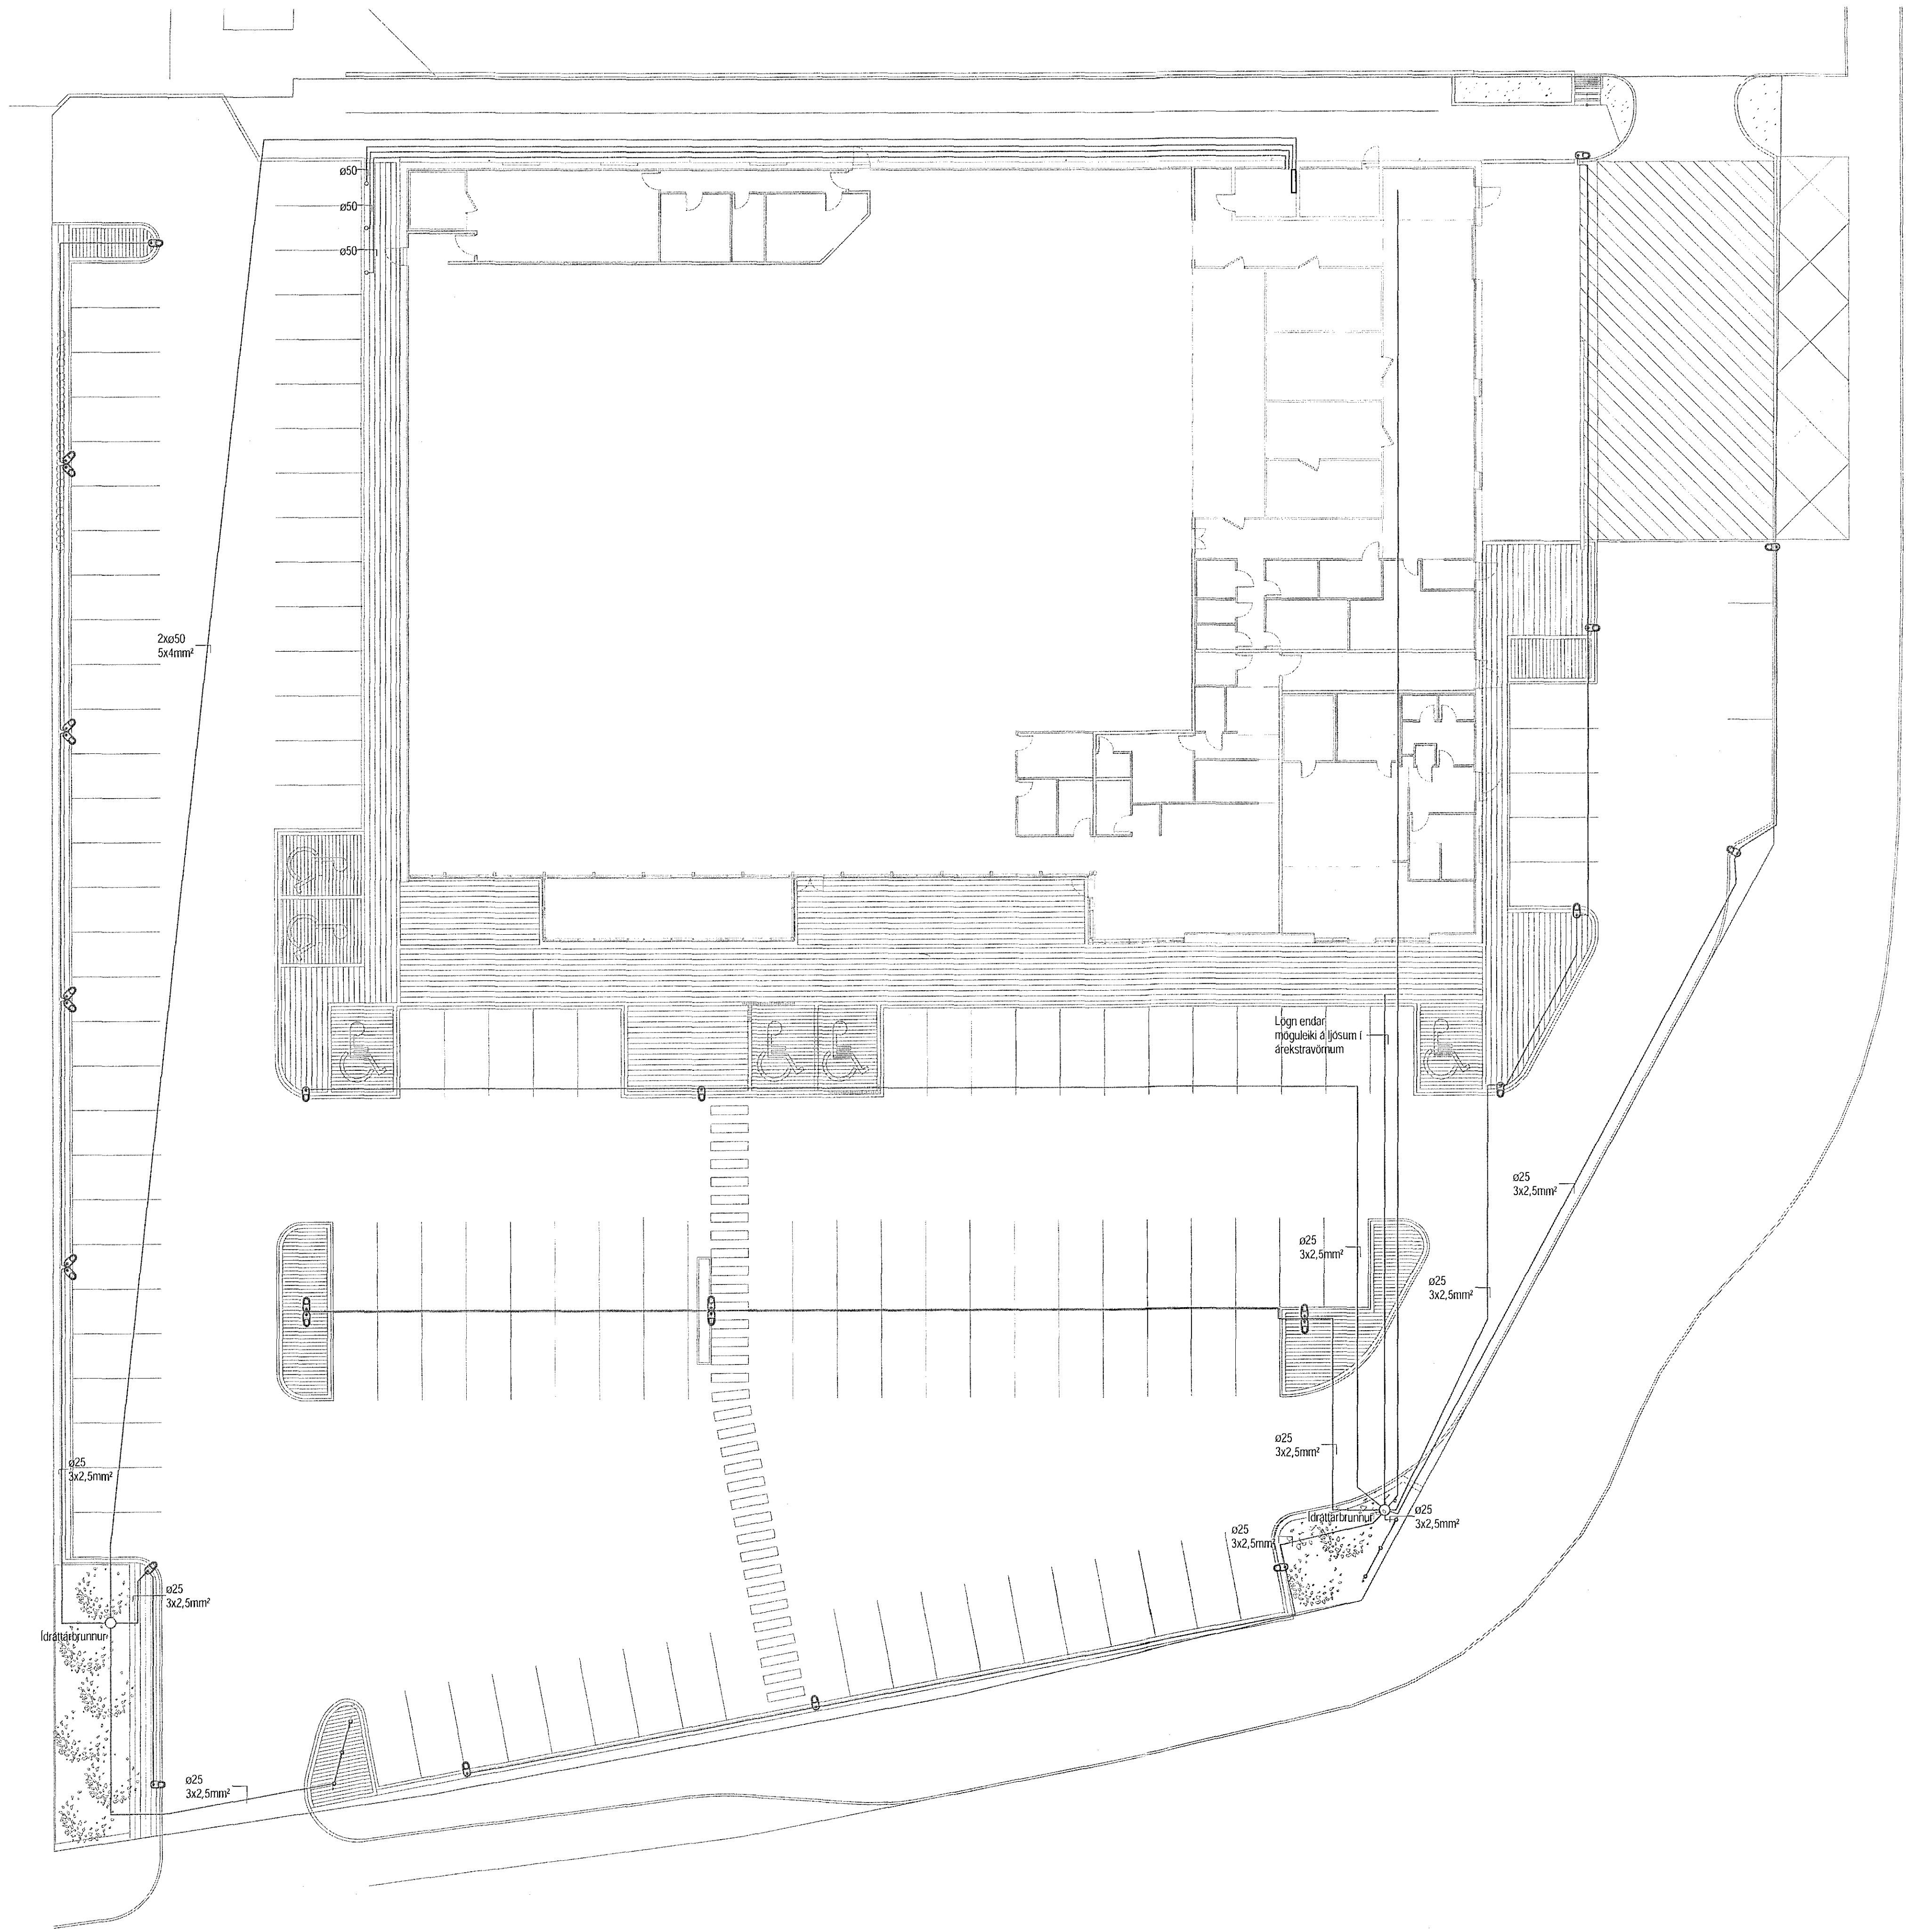 ø50
ø50
ø50
2xø50
5x4mm²
Lögn endar
möguleiki á ljósum í
árekstravörnum
ø25
3x2,5mm²
ø25
3x2,5mm²
ø25
3x2,5mm²
ø25
3x2,5mm²
ø25
3x2,5mm²
Ídráttarbrunnur
ø25
3x2,5mm²
ø25
3x2,5mm²
ø25
3x2,5mm²
Ídráttarbrunnur
ø25
3x2,5mm²